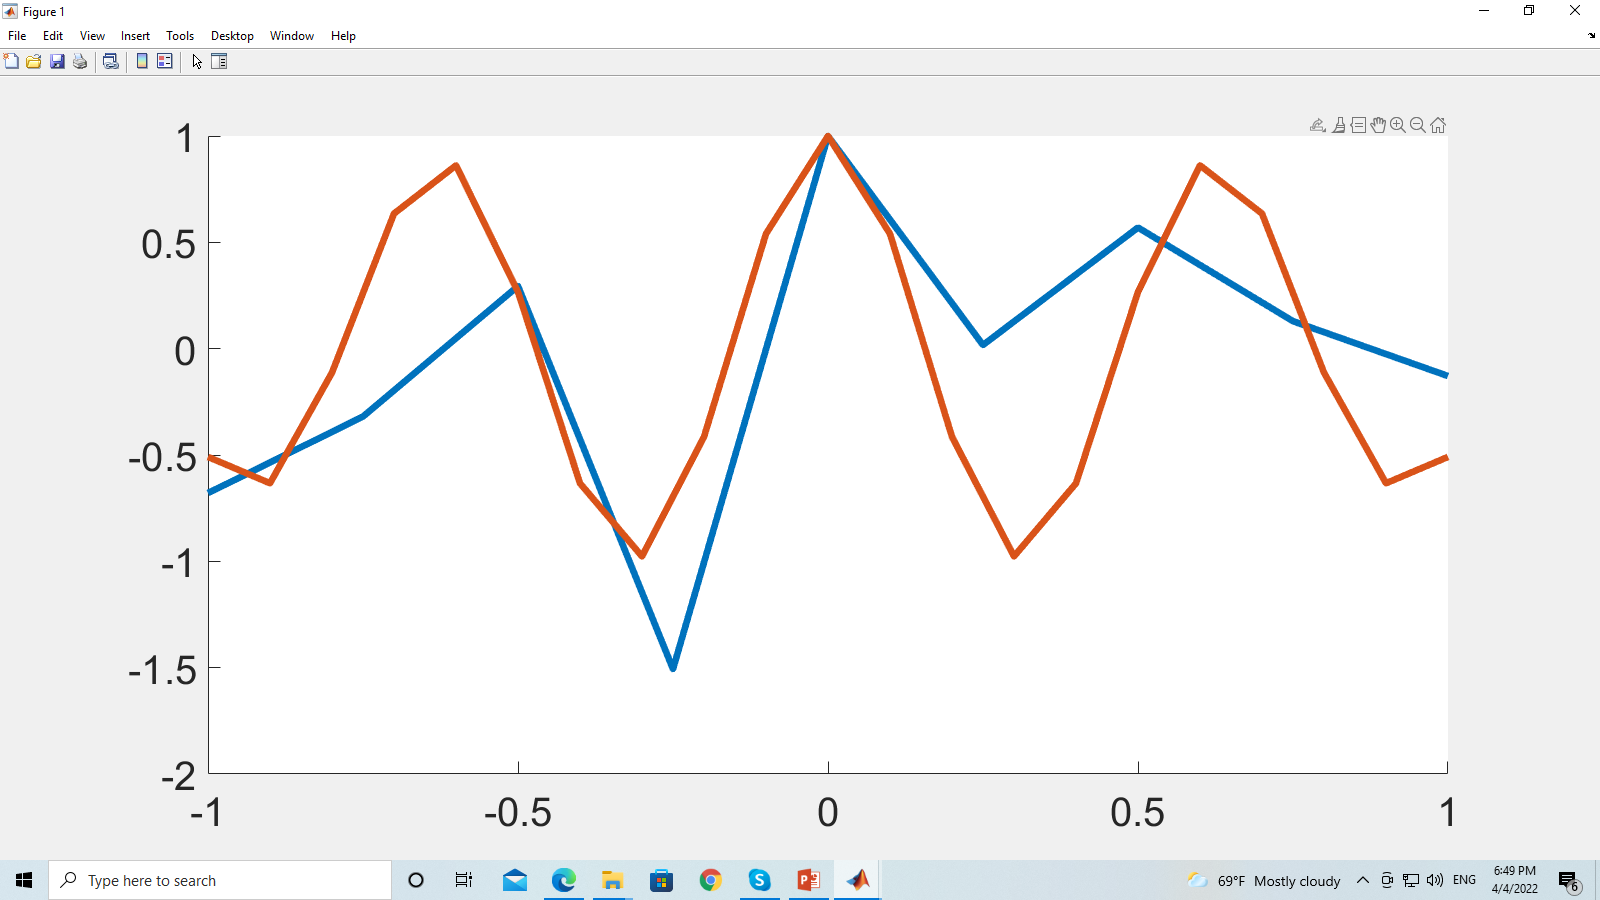 Figure 1
File Edit View Insert Tools Desktop Window Help
1
0.5
0
-0.5
-1
-1.5
-2
-1 -0.5 0 0.5 1
Type here to search
69°F Mostly cloudy
ENG
6:49 PM
4/4/2022
6